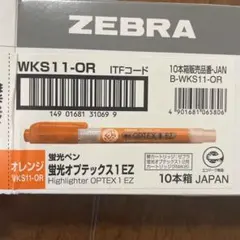 ZEBRA
WKS11-OR
ITFコード
10本箱販売品番-JAN
B-WKS11-OR
149 01681 31069 9
4 901681 065806
オレンジ
WKS11-OR
蛍光ペン
蛍光オプテックス1 EZ
Highlighter OPTEX 1 EZ
10本箱
JAPAN